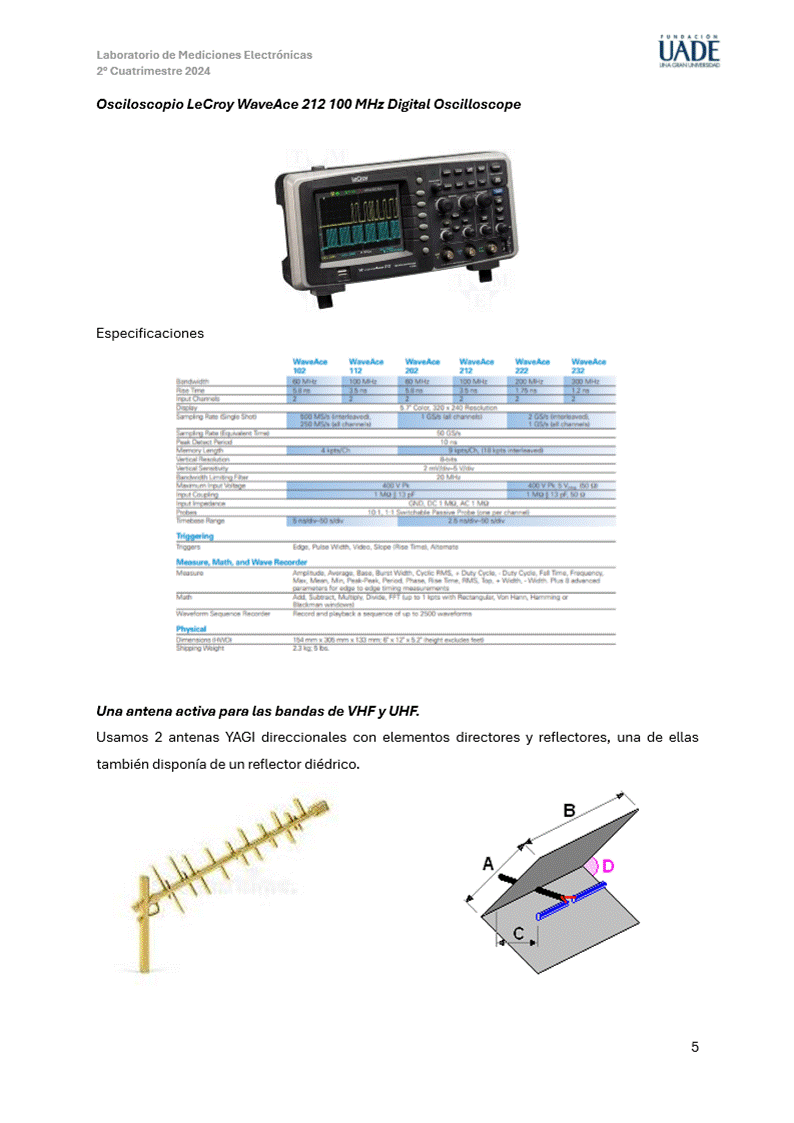 Laboratorio de Mediciones Electrónicas
2° Cuatrimestre 2024
FUNDACIÓN
UADE
UNA GRAN UNIVERSIDAD
Osciloscopio LeCroy WaveAce 212 100 MHz Digital Oscilloscope
LeCroy
Especificaciones
WaveAce 102 WaveAce 112 WaveAce 202 WaveAce 212 WaveAce 222 WaveAce 232
Bandwidth 60 MHz 100 MHz 60 MHz 100 MHz 200 MHz 300 MHz
Rise Time 5.8 ns 3.5 ns 5.8 ns 3.5 ns 1.75 ns 1.2 ns
Input Channels 2 2 2 2 2 2
Display 5.7" Color, 320 x 240 Resolution
Sampling Rate (Single Shot) 500 MS/s (interleaved), 1 GS/s (all channels) 2 GS/s (interleaved),
250 MS/s (all channels) 1 GS/s (all channels)
Sampling Rate (Equivalent Time) 50 GS/s
Peak Detect Period 10 ns
Memory Length 4 kpts/Ch 9 kpts/Ch, (18 kpts interleaved)
Vertical Resolution 8-bits
Vertical Sensitivity 2 mV/div–5 V/div
Bandwidth Limiting Filter 20 MHz
Maximum Input Voltage 400 V Pk 400 V Pk, 5 Vrms (50 Ω)
Input Coupling 1 MΩ || 13 pF 1 MΩ || 13 pF, 50 Ω
Input Impedance GND, DC 1 MΩ, AC 1 MΩ
Probes 10:1, 1:1 Switchable Passive Probe (one per channel)
Timebase Range 5 ns/div–50 s/div 2.5 ns/div–50 s/div
Triggering
Triggers Edge, Pulse Width, Video, Slope (Rise Time), Alternate
Measure, Math, and Wave Recorder
Measure Amplitude, Average, Base, Burst Width, Cyclic RMS, + Duty Cycle, - Duty Cycle, Fall Time, Frequency,
Max, Mean, Min, Peak-Peak, Period, Phase, Rise Time, RMS, Top, + Width, - Width. Plus 8 advanced
parameters for edge to edge timing measurements
Math Add, Subtract, Multiply, Divide, FFT (up to 1 kpts with Rectangular, Von Hann, Hamming or
Blackman windows)
Waveform Sequence Recorder Record and playback a sequence of up to 2500 waveforms
Physical
Dimensions (HWD) 154 mm x 305 mm x 133 mm; 6" x 12" x 5.2" (height excludes feet)
Shipping Weight 2.3 kg; 5 lbs.
Una antena activa para las bandas de VHF y UHF.
Usamos 2 antenas YAGI direccionales con elementos directores y reflectores, una de ellas
también disponía de un reflector diédrico.
B
A
D
C
5